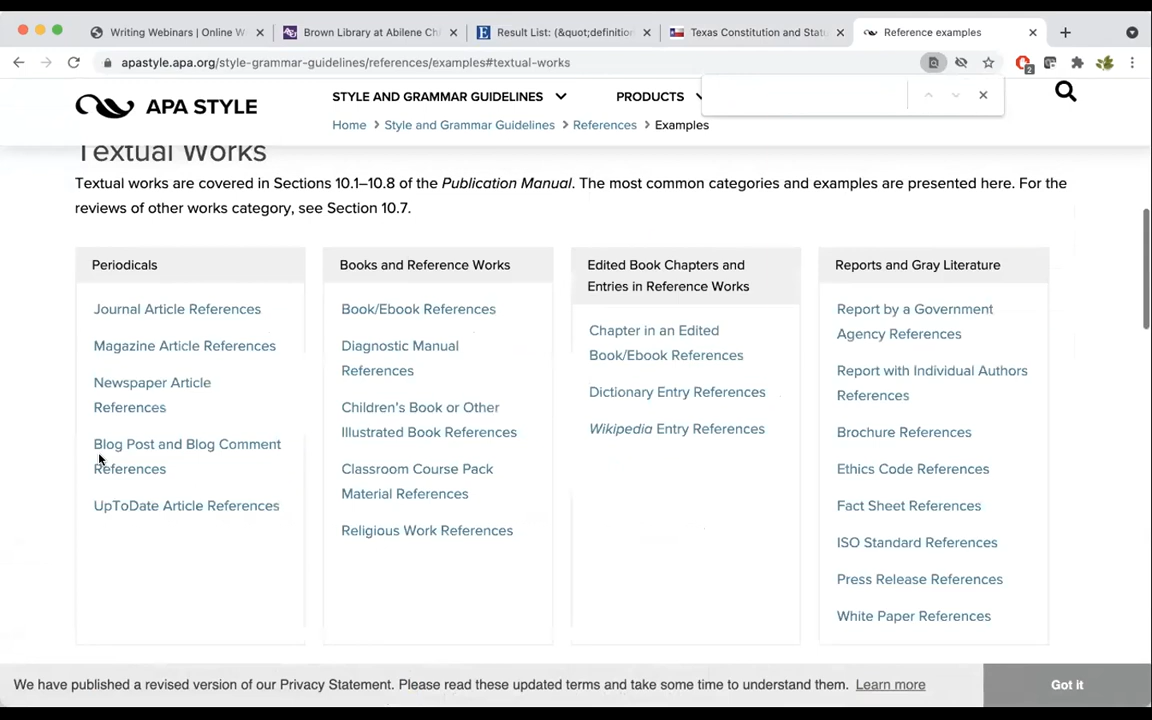 Writing Webinars | Online W
Brown Library at Abilene Ch
Result List: (&quot;definition
Texas Constitution and Statu
Reference examples
apastyle.apa.org/style-grammar-guidelines/references/examples#textual-works
2
APA STYLE
STYLE AND GRAMMAR GUIDELINES
PRODUCTS
Home > Style and Grammar Guidelines > References > Examples
Textual Works
Textual works are covered in Sections 10.1–10.8 of the Publication Manual. The most common categories and examples are presented here. For the
reviews of other works category, see Section 10.7.
Periodicals
Journal Article References
Magazine Article References
Newspaper Article
References
Blog Post and Blog Comment
References
UpToDate Article References
Books and Reference Works
Book/Ebook References
Diagnostic Manual
References
Children's Book or Other
Illustrated Book References
Classroom Course Pack
Material References
Religious Work References
Edited Book Chapters and
Entries in Reference Works
Chapter in an Edited
Book/Ebook References
Dictionary Entry References
Wikipedia Entry References
Reports and Gray Literature
Report by a Government
Agency References
Report with Individual Authors
References
Brochure References
Ethics Code References
Fact Sheet References
ISO Standard References
Press Release References
White Paper References
We have published a revised version of our Privacy Statement. Please read these updated terms and take some time to understand them. Learn more
Got it